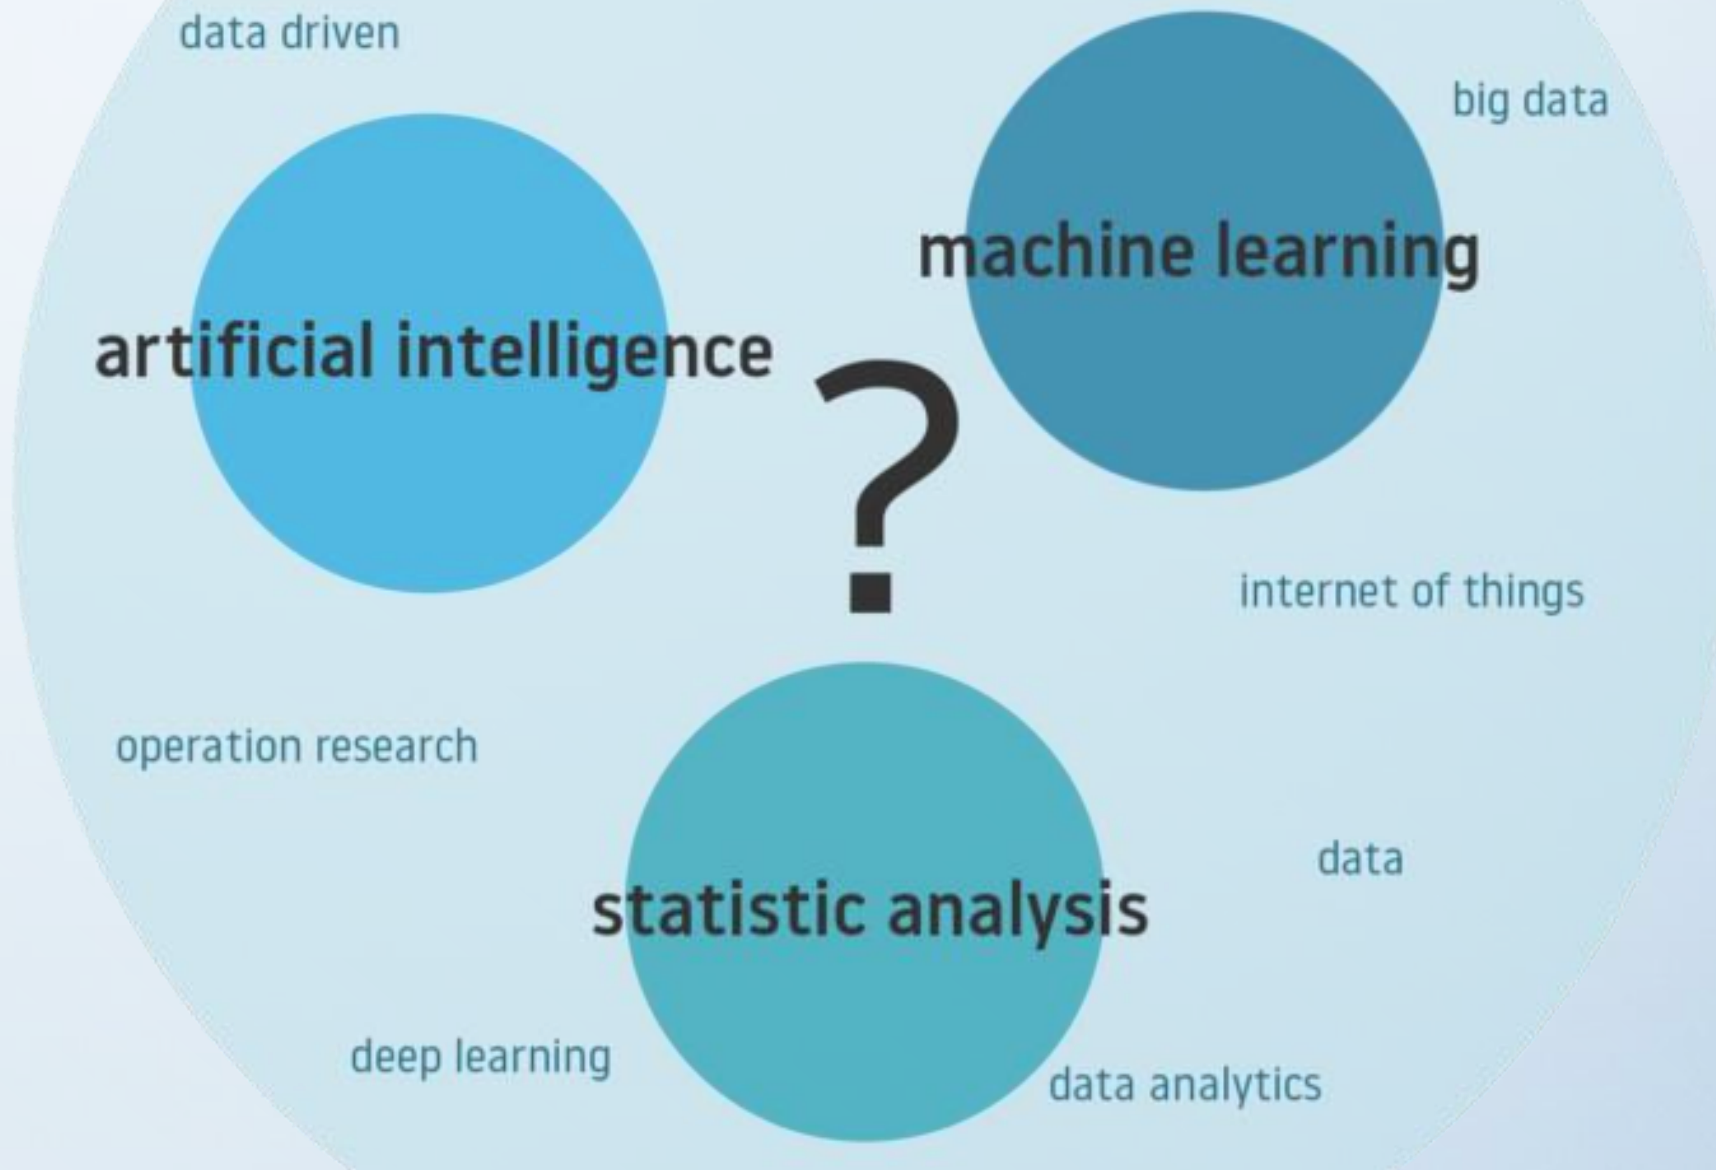 data driven
big data
machine learning
artificial intelligence
?
internet of things
operation research
data
statistic analysis
deep learning
data analytics